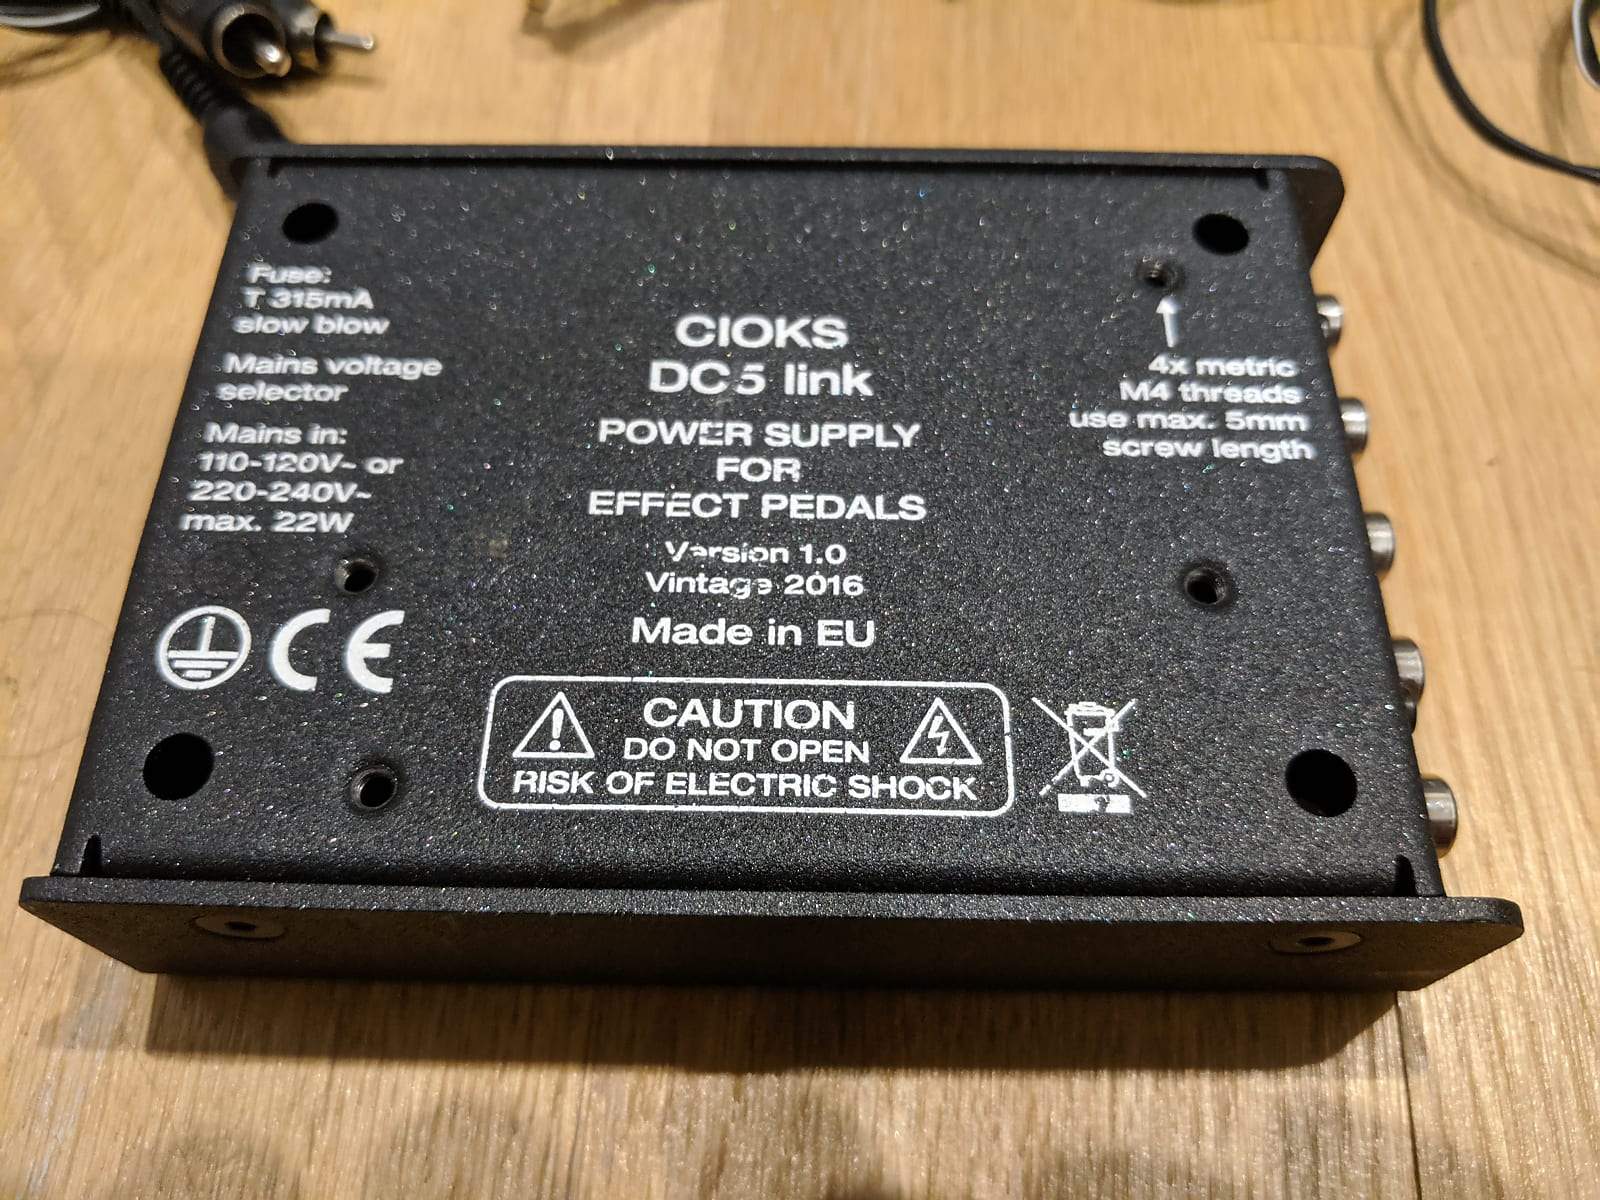 Fuse:
T 315mA
slow blow
Mains voltage
selector
Mains in:
110-120V~ or
220-240V~
max. 22W
CE
CIOKS
DC5 link
POWER SUPPLY
FOR
EFFECT PEDALS
Version 1.0
Vintage 2016
Made in EU
CAUTION
DO NOT OPEN
RISK OF ELECTRIC SHOCK
4x metric
M4 threads
use max. 5mm
screw length